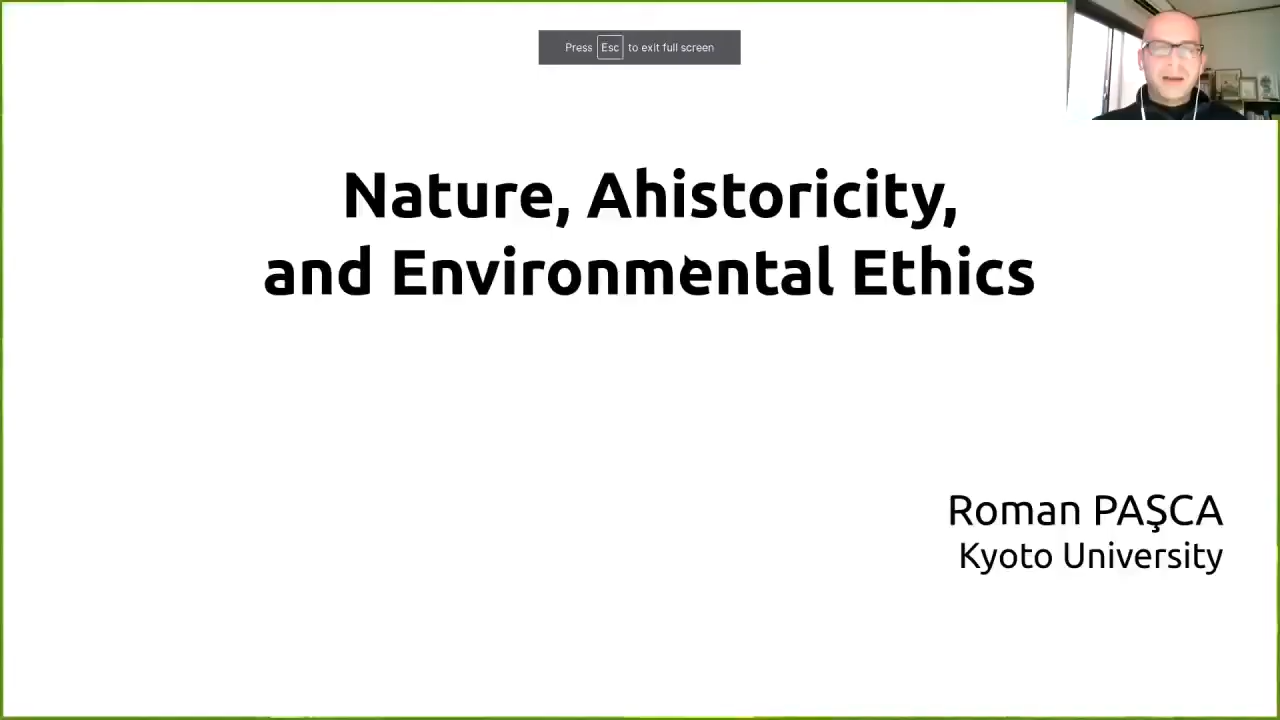 Press Esc to exit full screen
Nature, Ahistoricity,
and Environmental Ethics
Roman PAŞCA
Kyoto University